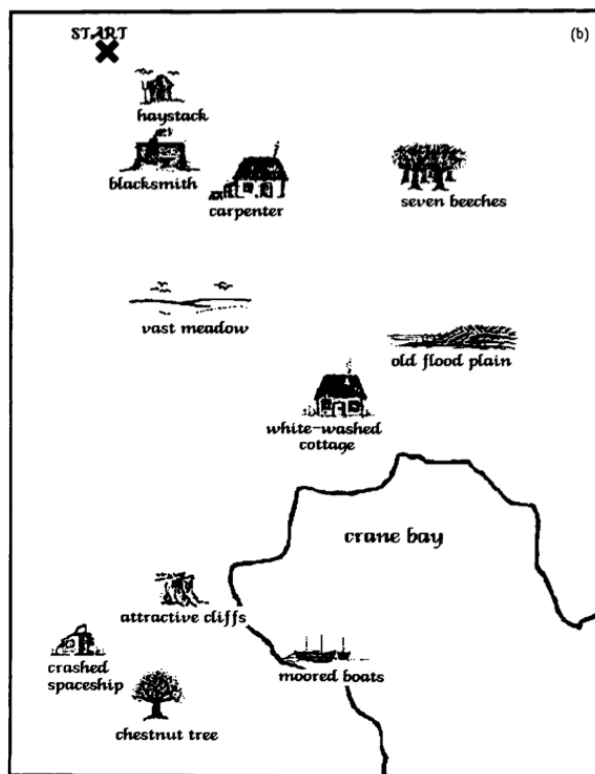 START
(b)
haystack
blacksmith
carpenter
seven beeches
vast meadow
old flood plain
white-washed
cottage
crane bay
attractive cliffs
crashed
spaceship
moored boats
chestnut tree